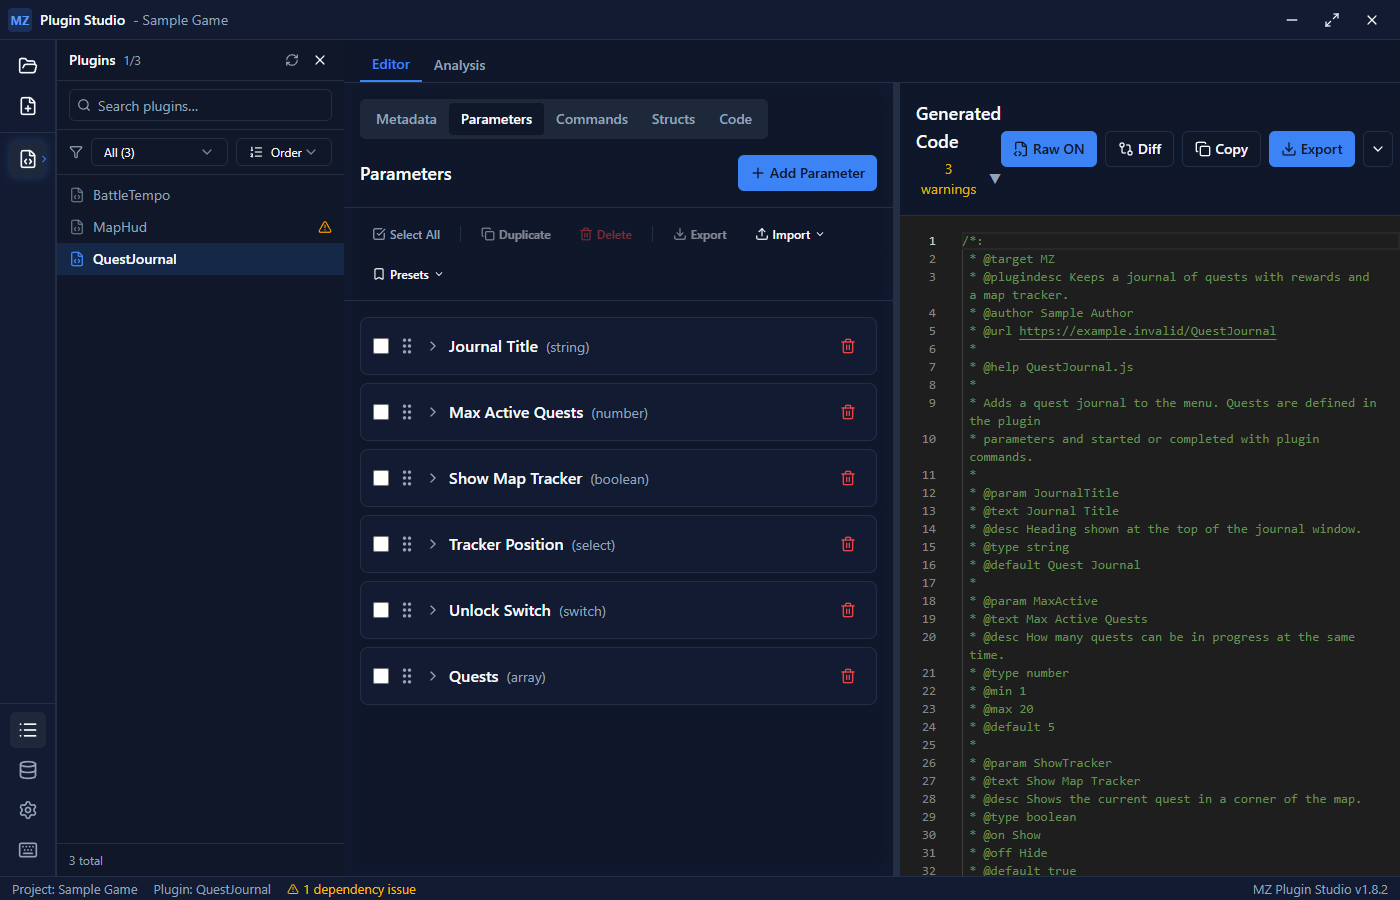 MZ Plugin Studio - Sample Game
Plugins 1/3
Search plugins...
All (3)
Order
BattleTempo
MapHud
QuestJournal
3 total
Editor Analysis
Metadata Parameters Commands Structs Code
Parameters
Add Parameter
Select All Duplicate Delete Export Import
Presets
Journal Title (string)
Max Active Quests (number)
Show Map Tracker (boolean)
Tracker Position (select)
Unlock Switch (switch)
Quests (array)
Generated
Code
3
warnings
Raw ON Diff Copy Export
1 /*:
2 * @target MZ
3 * @plugindesc Keeps a journal of quests with rewards and
a map tracker.
4 * @author Sample Author
5 * @url https://example.invalid/QuestJournal
6 *
7 * @help QuestJournal.js
8 *
9 * Adds a quest journal to the menu. Quests are defined in
the plugin
10 * parameters and started or completed with plugin
commands.
11 *
12 * @param JournalTitle
13 * @text Journal Title
14 * @desc Heading shown at the top of the journal window.
15 * @type string
16 * @default Quest Journal
17 *
18 * @param MaxActive
19 * @text Max Active Quests
20 * @desc How many quests can be in progress at the same
time.
21 * @type number
22 * @min 1
23 * @max 20
24 * @default 5
25 *
26 * @param ShowTracker
27 * @text Show Map Tracker
28 * @desc Shows the current quest in a corner of the map.
29 * @type boolean
30 * @on Show
31 * @off Hide
32 * @default true
Project: Sample Game Plugin: QuestJournal 1 dependency issue
MZ Plugin Studio v1.8.2